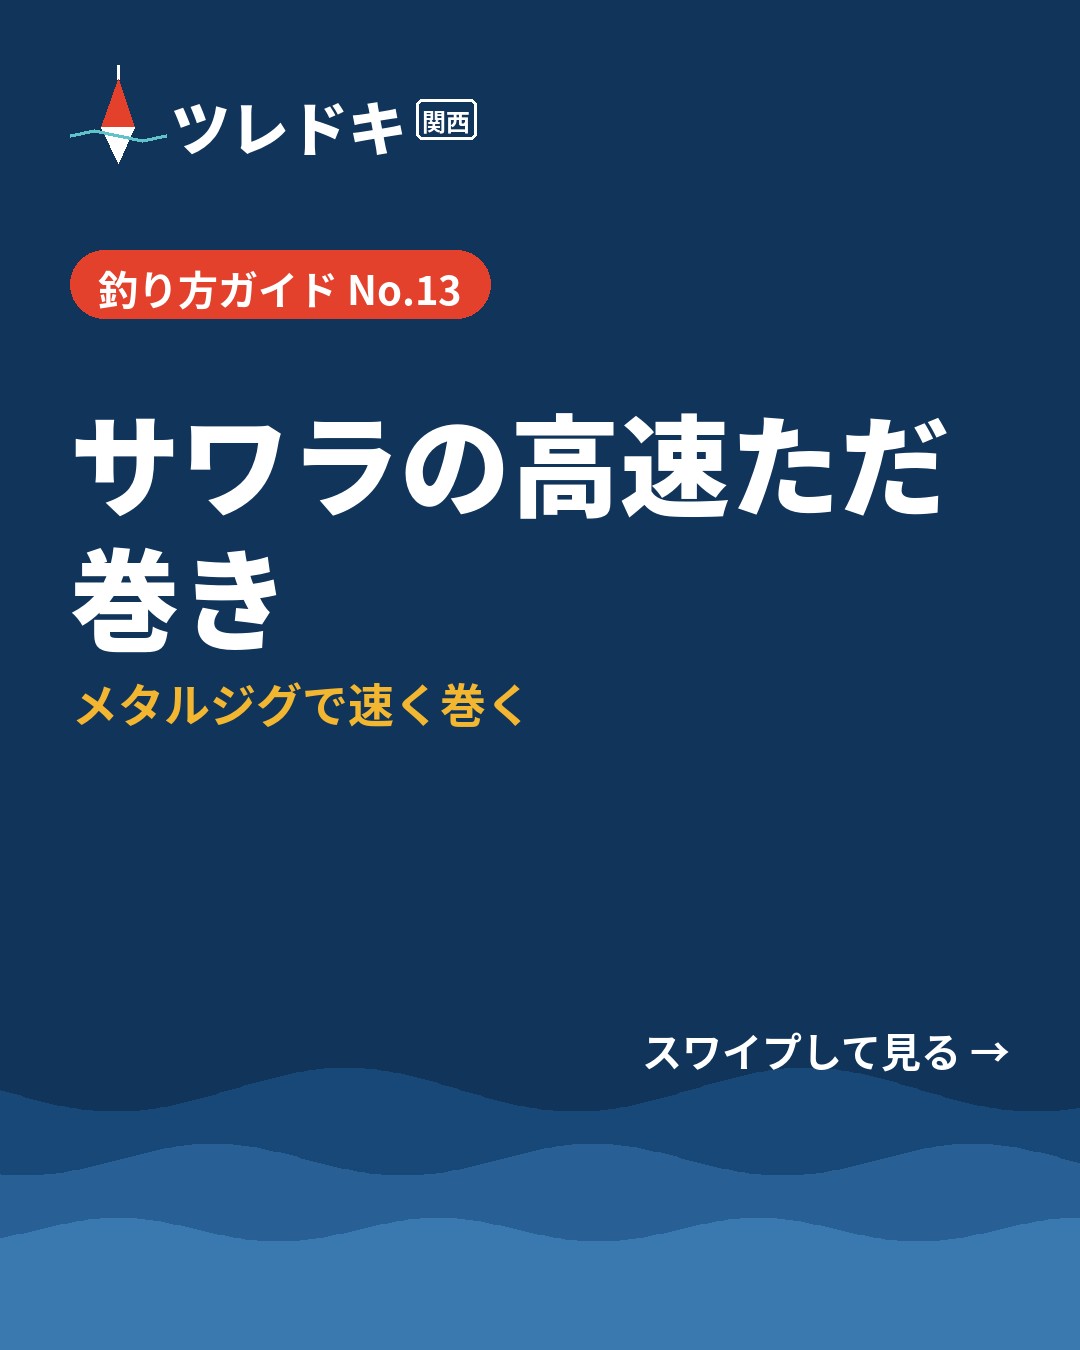 ツレドキ 関西
釣り方ガイド No.13
サワラの高速ただ
巻き
メタルジグで速く巻く
スワイプして見る →